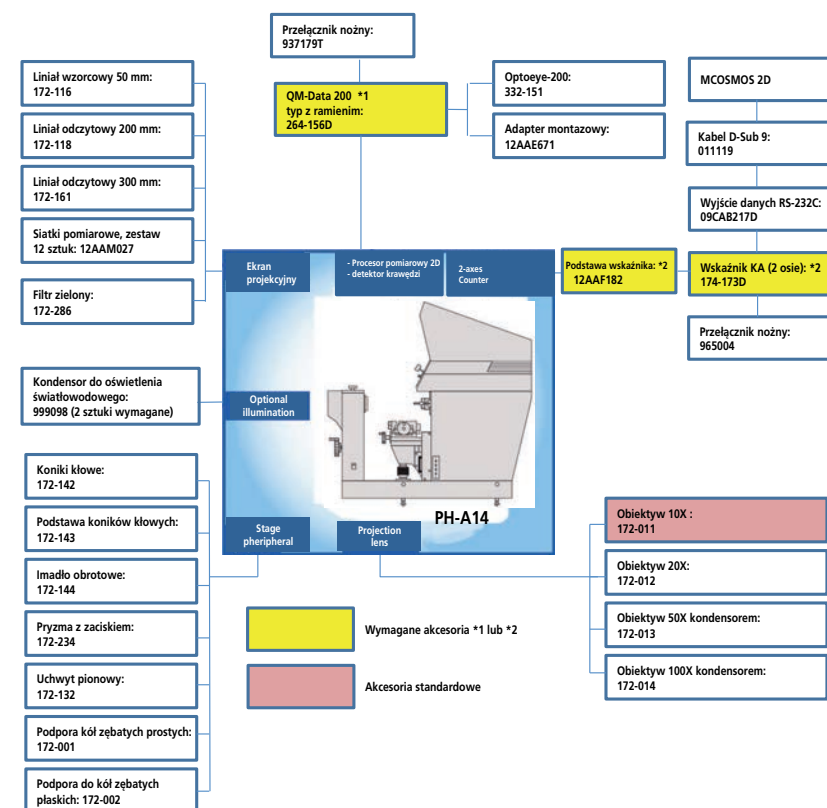 Przełącznik nożny:
937179T
Liniał wzorcowy 50 mm:
172-116
Liniał odczytowy 200 mm:
172-118
Liniał odczytowy 300 mm:
172-161
Siatki pomiarowe, zestaw
12 sztuk: 12AAM027
Filtr zielony:
172-286
QM-Data 200 *1
typ z ramienim:
264-156D
Optoeye-200:
332-151
Adapter montazowy:
12AAE671
MCOSMOS 2D
Kabel D-Sub 9:
011119
Wyjście danych RS-232C:
09CAB217D
Podstawa wskaźnika: *2
12AAF182
Wskaźnik KA (2 osie): *2
174-173D
Przełącznik nożny:
965004
Ekran
projekcyjny
- Procesor pomiarowy 2D
- detektor krawędzi
2-axes
Counter
Kondensor do oświetlenia
światłowodowego:
999098 (2 sztuki wymagane)
Optional
illumination
PH-A14
Stage
pheripheral
Projection
lens
Koniki kłowe:
172-142
Podstawa koników kłowych:
172-143
Imadło obrotowe:
172-144
Pryzma z zaciskiem:
172-234
Uchwyt pionowy:
172-132
Podpora kół zębatych prostych:
172-001
Podpora do kół zębatych
płaskich: 172-002
Obiektyw 10X :
172-011
Obiektyw 20X:
172-012
Obiektyw 50X kondensorem:
172-013
Obiektyw 100X kondensorem:
172-014
Wymagane akcesoria *1 lub *2
Akcesoria standardowe